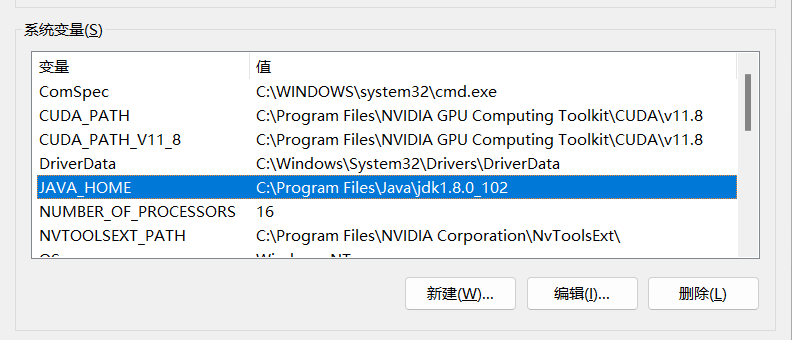 系统变量(S)
变量 值
ComSpec C:\WINDOWS\system32\cmd.exe
CUDA_PATH C:\Program Files\NVIDIA GPU Computing Toolkit\CUDA\v11.8
CUDA_PATH_V11_8 C:\Program Files\NVIDIA GPU Computing Toolkit\CUDA\v11.8
DriverData C:\Windows\System32\Drivers\DriverData
JAVA_HOME C:\Program Files\Java\jdk1.8.0_102
NUMBER_OF_PROCESSORS 16
NVTOOLSEXT_PATH C:\Program Files\NVIDIA Corporation\NvToolsExt\
OS Windows_NT
新建(W)... 编辑(I)... 删除(L)